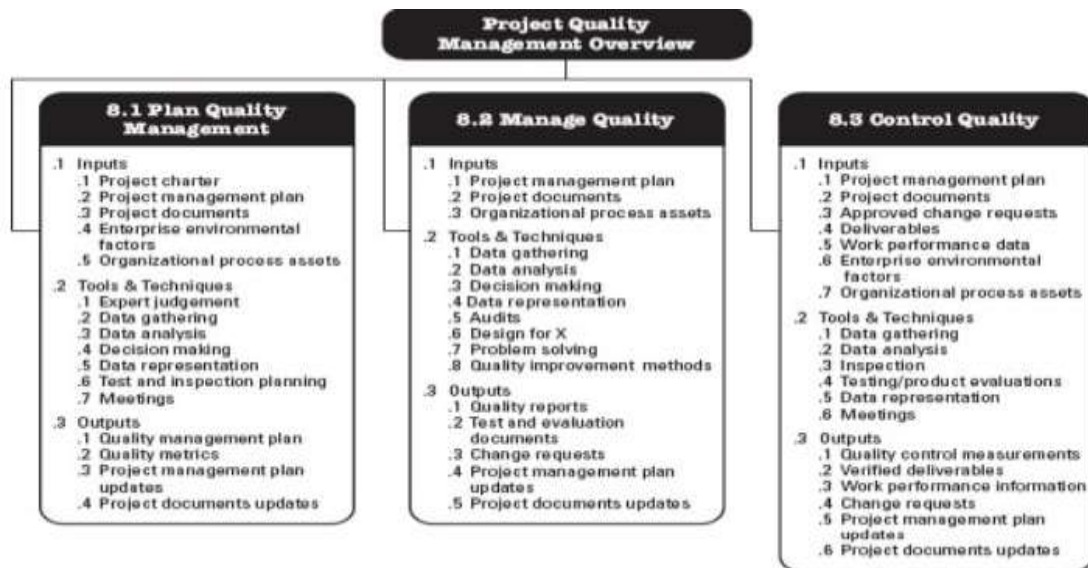 Project Quality
Management Overview
8.1 Plan Quality
Management
.1 Inputs
.1 Project charter
.2 Project management plan
.3 Project documents
.4 Enterprise environmental
factors
.5 Organizational process assets
.2 Tools & Techniques
.1 Expert judgement
.2 Data gathering
.3 Data analysis
.4 Decision making
.5 Data representation
.6 Test and inspection planning
.7 Meetings
.3 Outputs
.1 Quality management plan
.2 Quality metrics
.3 Project management plan
updates
.4 Project documents updates
8.2 Manage Quality
.1 Inputs
.1 Project management plan
.2 Project documents
.3 Organizational process assets
.2 Tools & Techniques
.1 Data gathering
.2 Data analysis
.3 Decision making
.4 Data representation
.5 Audits
.6 Design for X
.7 Problem solving
.8 Quality improvement methods
.3 Outputs
.1 Quality reports
.2 Test and evaluation
documents
.3 Change requests
.4 Project management plan
updates
.5 Project documents updates
8.3 Control Quality
.1 Inputs
.1 Project management plan
.2 Project documents
.3 Approved change requests
.4 Deliverables
.5 Work performance data
.6 Enterprise environmental
factors
.7 Organizational process assets
.2 Tools & Techniques
.1 Data gathering
.2 Data analysis
.3 Inspection
.4 Testing/product evaluations
.5 Data representation
.6 Meetings
.3 Outputs
.1 Quality control measurements
.2 Verified deliverables
.3 Work performance information
.4 Change requests
.5 Project management plan
updates
.6 Project documents updates